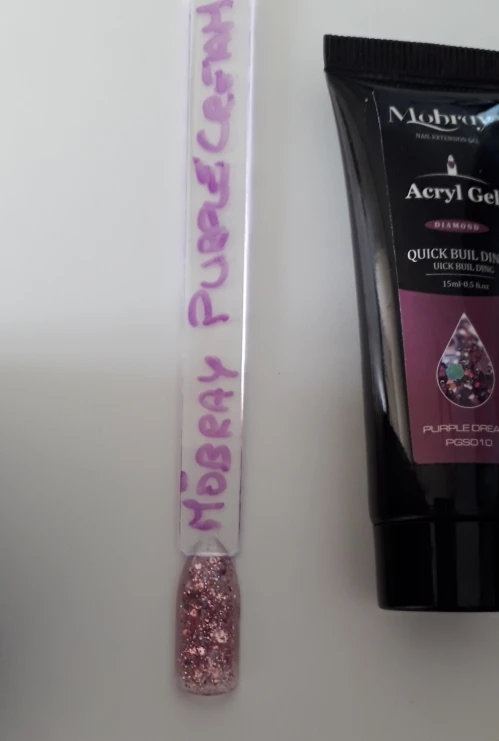 MOBRAY PURPLE CREAM
Mobray
NAIL EXTENSION GEL
Acryl Gel
DIAMOND
QUICK BUIL DIN
UICK BUIL DING
15ml-0.5 fl.oz
PURPLE DREA
PGSD10